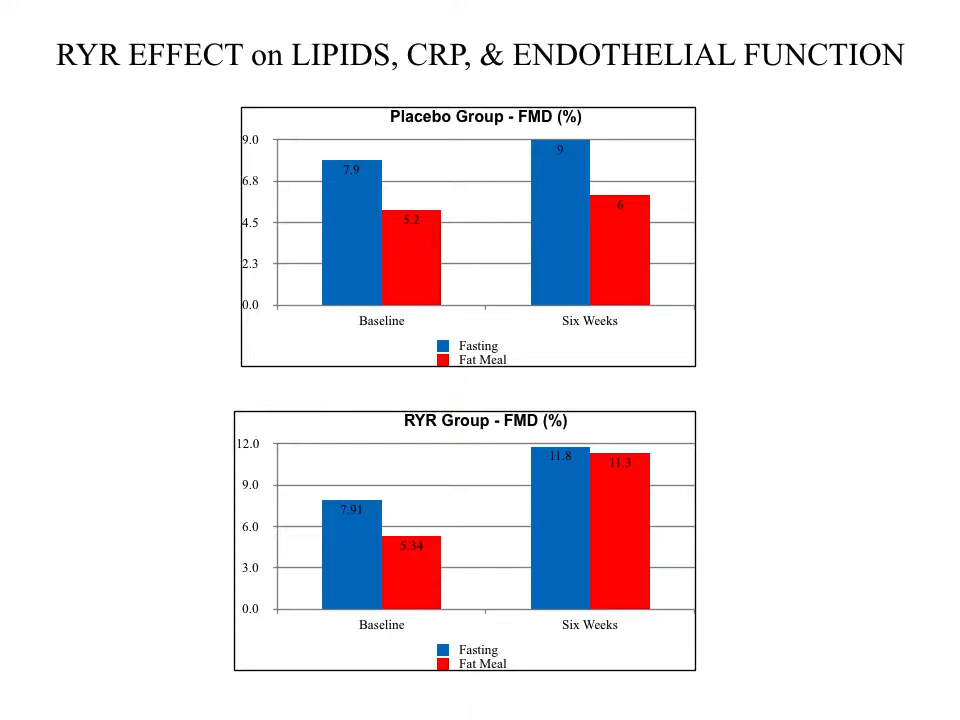 RYR EFFECT on LIPIDS, CRP, & ENDOTHELIAL FUNCTION
Placebo Group - FMD (%)
9.0
6.8
4.5
2.3
0.0
7.9
5.2
9
6
Baseline
Six Weeks
Fasting
Fat Meal
RYR Group - FMD (%)
12.0
9.0
6.0
3.0
0.0
7.91
5.34
11.8
11.3
Baseline
Six Weeks
Fasting
Fat Meal